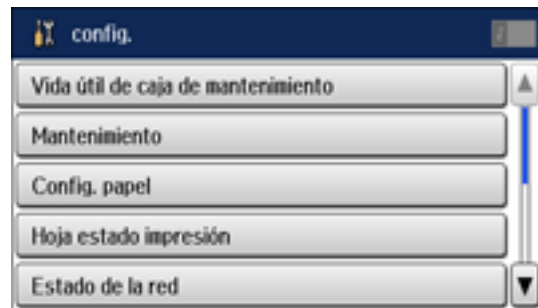 config.
Vida útil de caja de mantenimiento
Mantenimiento
Config. papel
Hoja estado impresión
Estado de la red